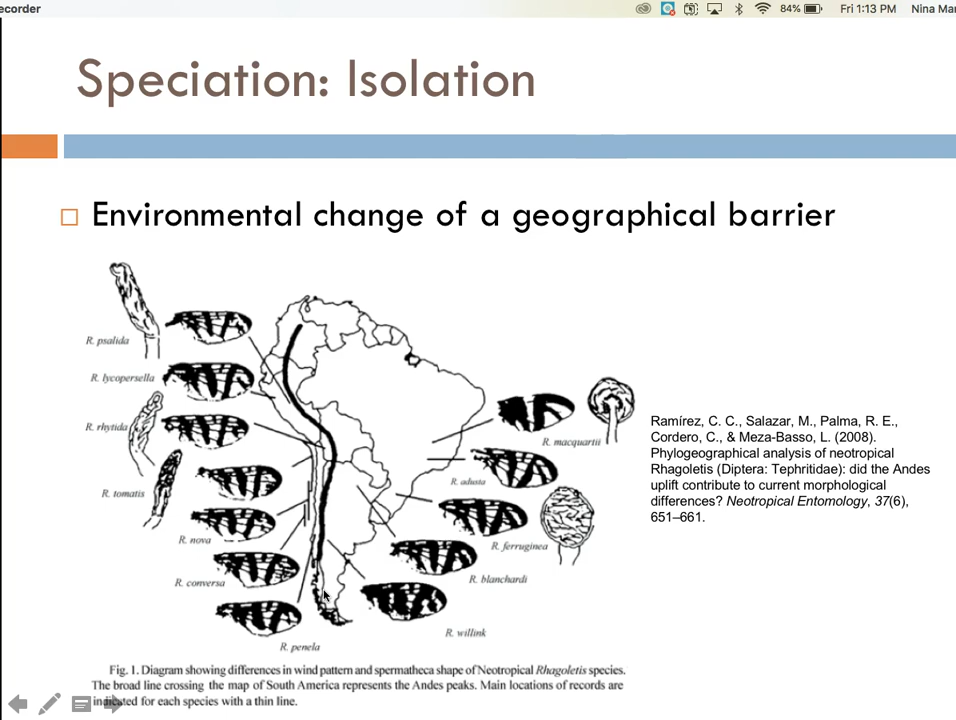 ecorder
84%
Fri 1:13 PM
Nina Mar
Speciation: Isolation
Environmental change of a geographical barrier
R. psalida
R. lycopersella
R. rhytida
R. tomatis
R. nova
R. conversa
R. penela
R. macquartii
R. adusta
R. ferruginea
R. blanchardi
R. willink
Ramírez, C. C., Salazar, M., Palma, R. E.,
Cordero, C., & Meza-Basso, L. (2008).
Phylogeographical analysis of neotropical
Rhagoletis (Diptera: Tephritidae): did the Andes
uplift contribute to current morphological
differences? Neotropical Entomology, 37(6),
651–661.
Fig. 1. Diagram showing differences in wind pattern and spermatheca shape of Neotropical Rhagoletis species.
The broad line crossing the map of South America represents the Andes peaks. Main locations of records are
indicated for each species with a thin line.